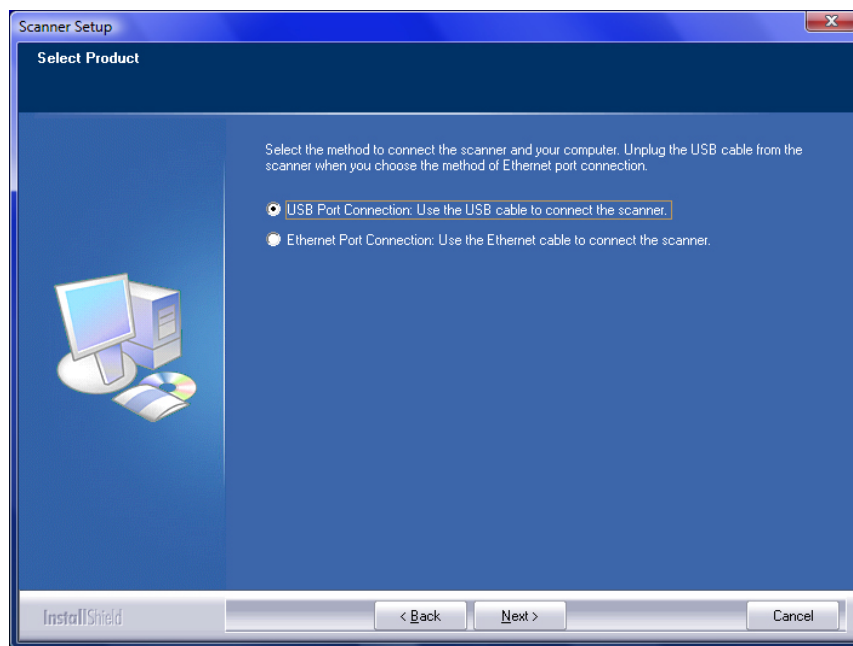 Scanner Setup
Select Product
Select the method to connect the scanner and your computer. Unplug the USB cable from the
scanner when you choose the method of Ethernet port connection.
USB Port Connection: Use the USB cable to connect the scanner.
Ethernet Port Connection: Use the Ethernet cable to connect the scanner.
InstallShield
< Back
Next >
Cancel